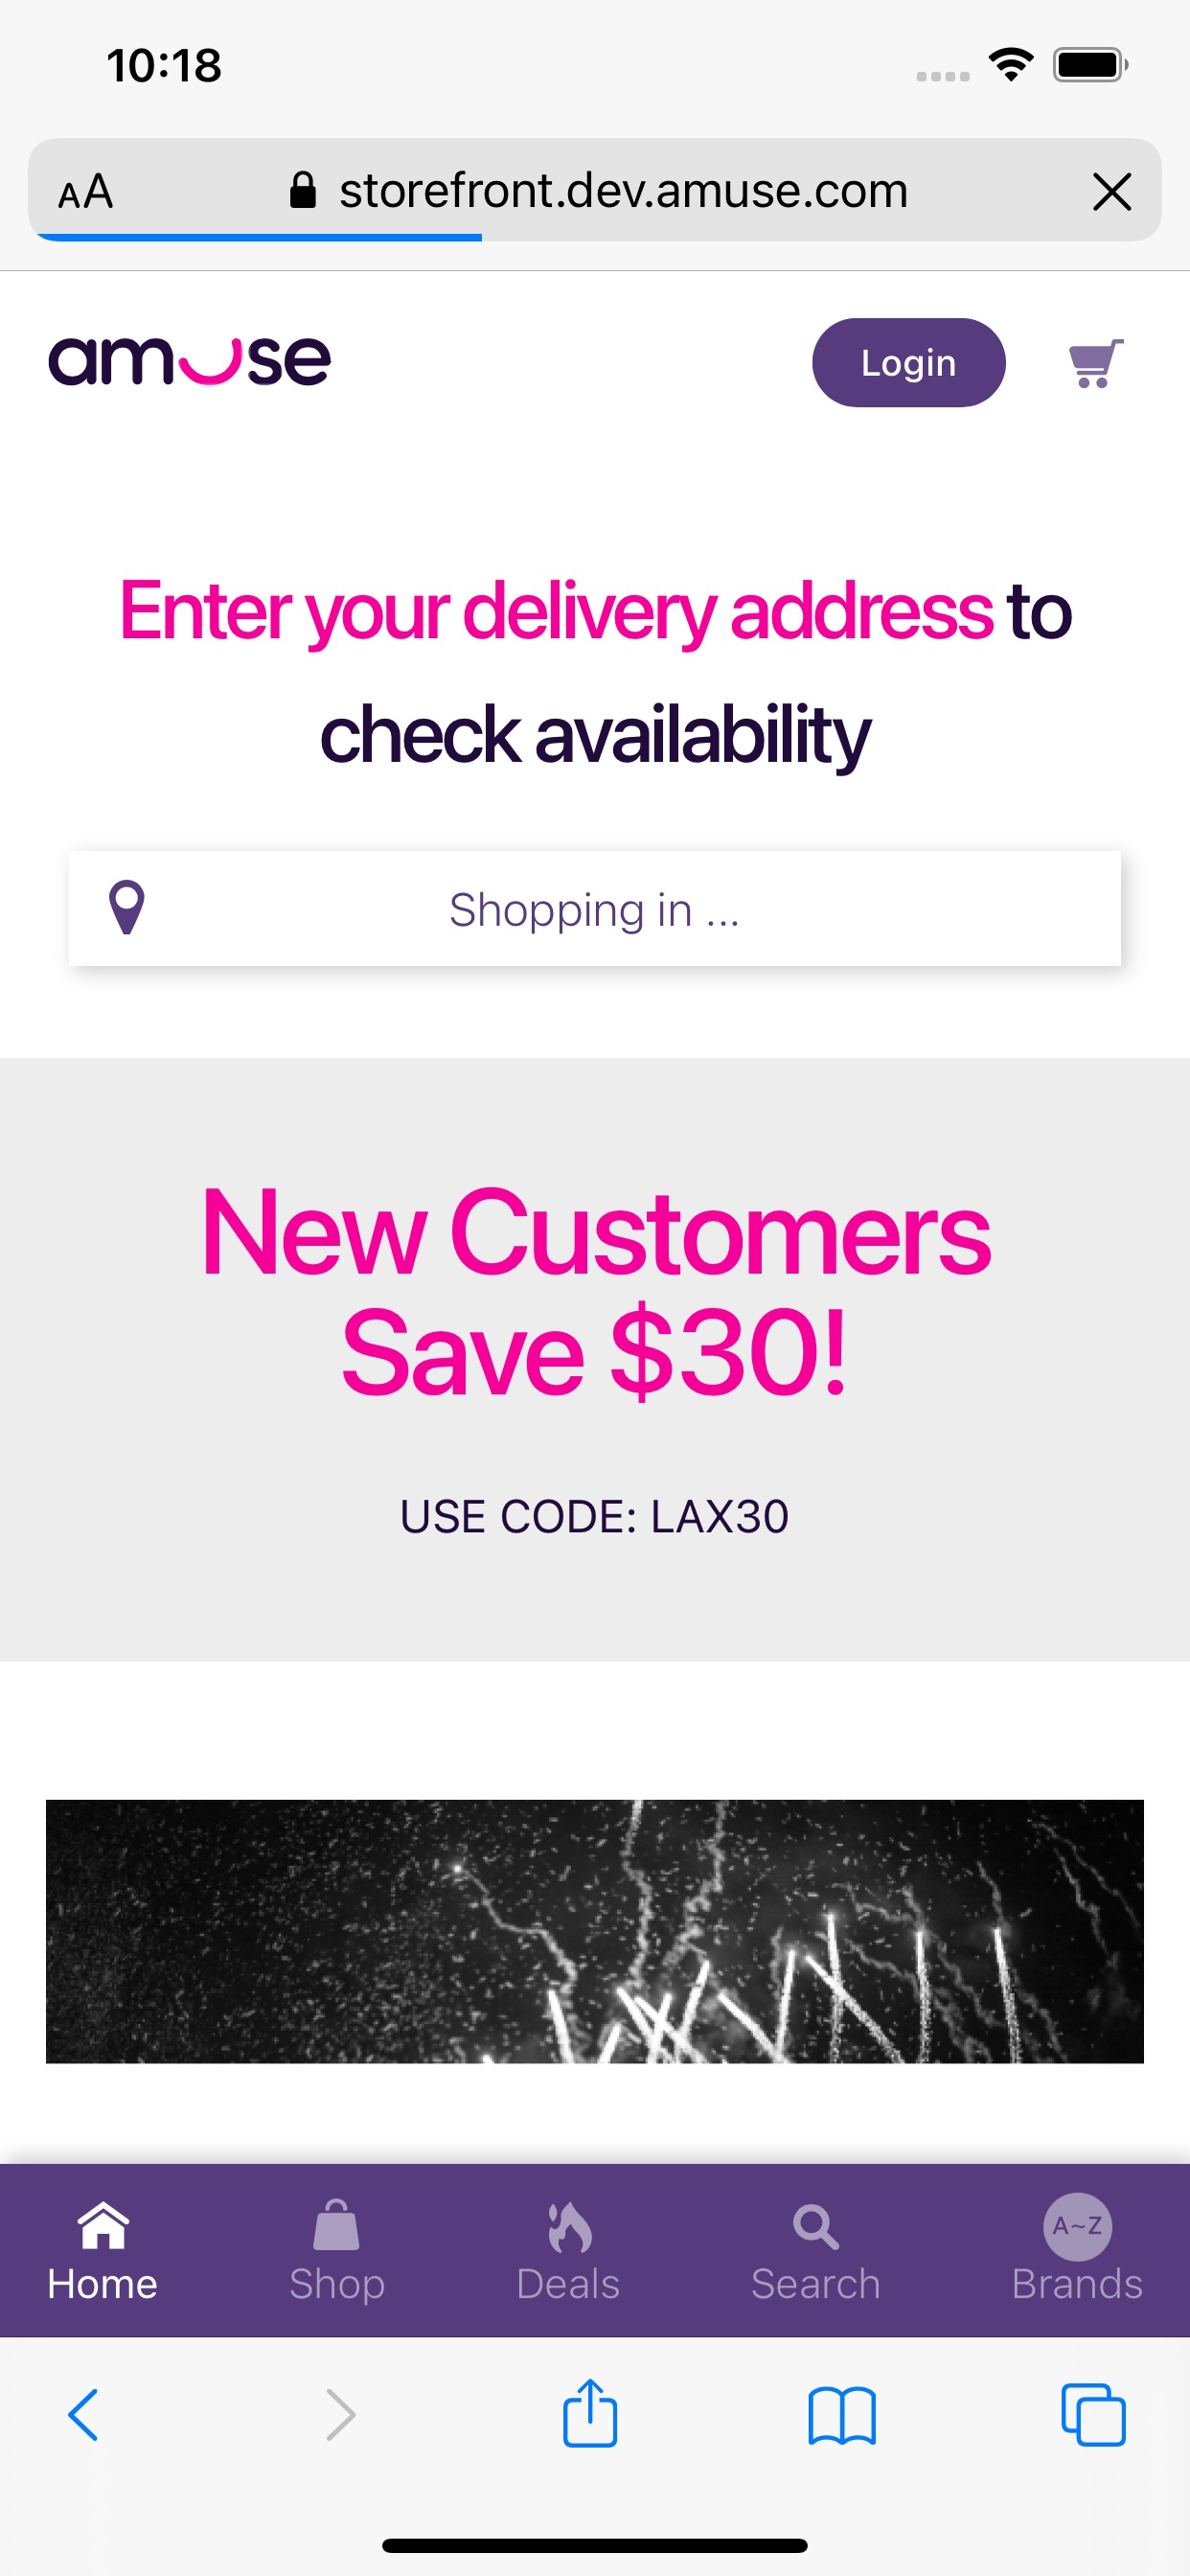 10:18
AA
storefront.dev.amuse.com
amuse
Login
Enter your delivery address to
check availability
Shopping in ...
New Customers
Save $30!
USE CODE: LAX30
A~Z
Home
Shop
Deals
Search
Brands